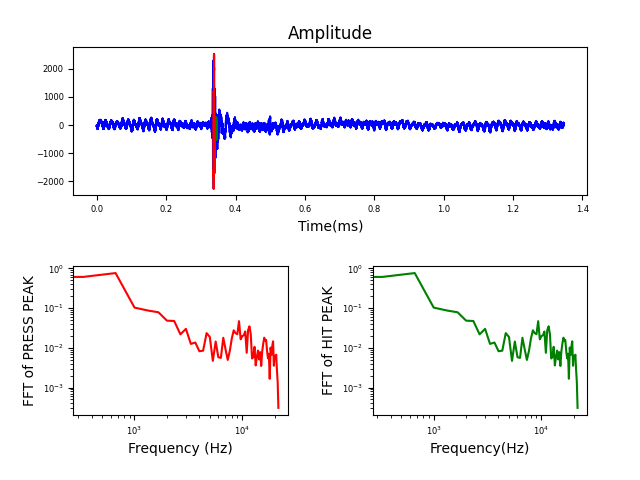 Amplitude
2000
1000
0
−1000
−2000
0.0 0.2 0.4 0.6 0.8 1.0 1.2 1.4
Time(ms)
FFT of PRESS PEAK
10⁰
10⁻¹
10⁻²
10⁻³
10³ 10⁴
Frequency (Hz)
FFT of HIT PEAK
10⁰
10⁻¹
10⁻²
10⁻³
10³ 10⁴
Frequency(Hz)